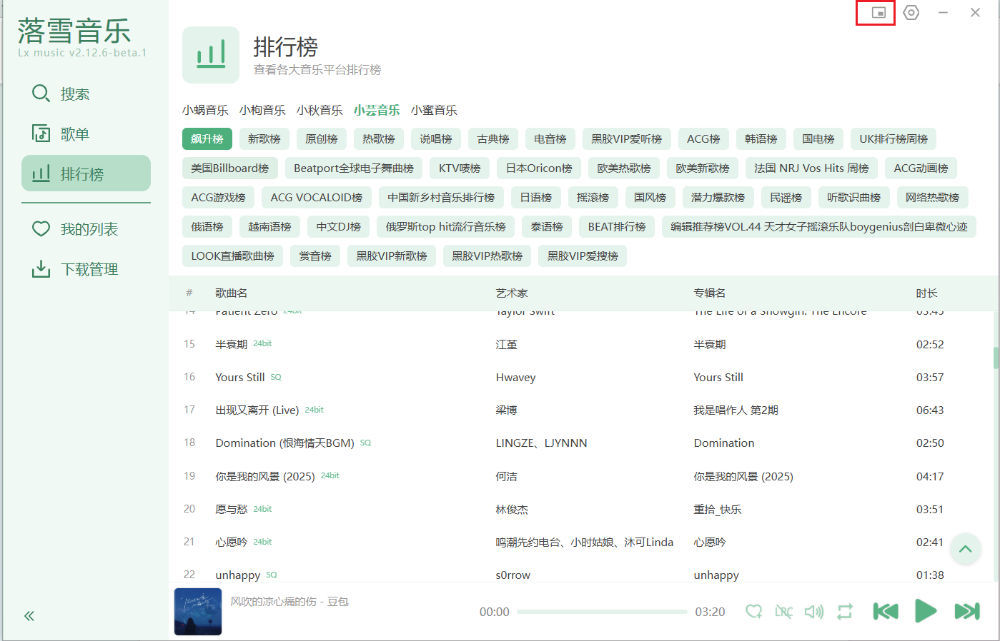 落雪音乐
Lx music v2.12.6-beta.1
搜索
歌单
排行榜
我的列表
下载管理
排行榜
查看各大音乐平台排行榜
小蜗音乐 小枸音乐 小秋音乐 小芸音乐 小蜜音乐
飙升榜 新歌榜 原创榜 热歌榜 说唱榜 古典榜 电音榜 黑胶VIP爱听榜 ACG榜 韩语榜 国电榜 UK排行榜周榜
美国Billboard榜 Beatport全球电子舞曲榜 KTV唛榜 日本Oricon榜 欧美热歌榜 欧美新歌榜 法国 NRJ Vos Hits 周榜 ACG动画榜
ACG游戏榜 ACG VOCALOID榜 中国新乡村音乐排行榜 日语榜 摇滚榜 国风榜 潜力爆款榜 民谣榜 听歌识曲榜 网络热歌榜
俄语榜 越南语榜 中文DJ榜 俄罗斯top hit流行音乐榜 泰语榜 BEAT排行榜 编辑推荐榜VOL.44 天才女子摇滚乐队boygenius剖白卑微心迹
LOOK直播歌曲榜 赏音榜 黑胶VIP新歌榜 黑胶VIP热歌榜 黑胶VIP爱搜榜
# 歌曲名 艺术家 专辑名 时长
14 Patient Zero 24bit Taylor Swift The Life of a Showgirl: The Encore 03:43
15 半衰期 24bit 江堇 半衰期 02:52
16 Yours Still SQ Hwavey Yours Still 03:57
17 出现又离开 (Live) 24bit 梁博 我是唱作人 第2期 06:43
18 Domination (恨海情天BGM) SQ LINGZE、LJYNNN Domination 02:50
19 你是我的风景 (2025) 24bit 何洁 你是我的风景 (2025) 04:17
20 愿与愁 24bit 林俊杰 重拾_快乐 03:51
21 心愿吟 24bit 鸣潮先约电台、小时姑娘、沐可Linda 心愿吟 02:41
22 unhappy SQ s0rrow unhappy 01:38
风吹的凉心痛的伤 - 豆包
00:00 03:20 LRC